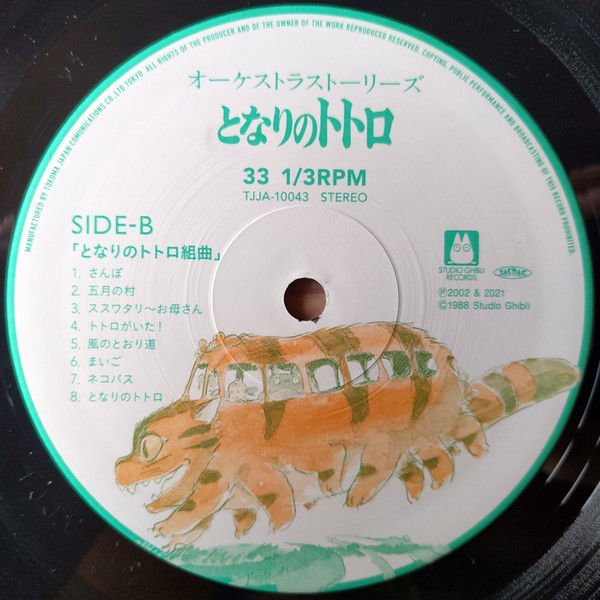 MANUFACTURED BY TOKUMA JAPAN COMUNICATIONS CO.,LTD TOKYO. ALL RIGHTS OF THE PRODUCER AND OF THE OWNER OF THE WORK REPRODUCED RESERVED. COPYING, PUBLIC PERFORMANCE AND BROADCASTING OF THIS RECORD PROHIBITED.
オーケストラストーリーズ
となりのトトロ
33 1/3RPM
TJJA-10043 STEREO
SIDE-B
「となりのトトロ組曲」
1. さんぽ
2. 五月の村
3. ススワタリ〜お母さん
4. トトロがいた!
5. 風のとおり道
6. まいご
7. ネコバス
8. となりのトトロ
STUDIO GHIBLI
RECORDS
JASRAC
Ⓟ2002 & 2021
©1988 Studio Ghibli